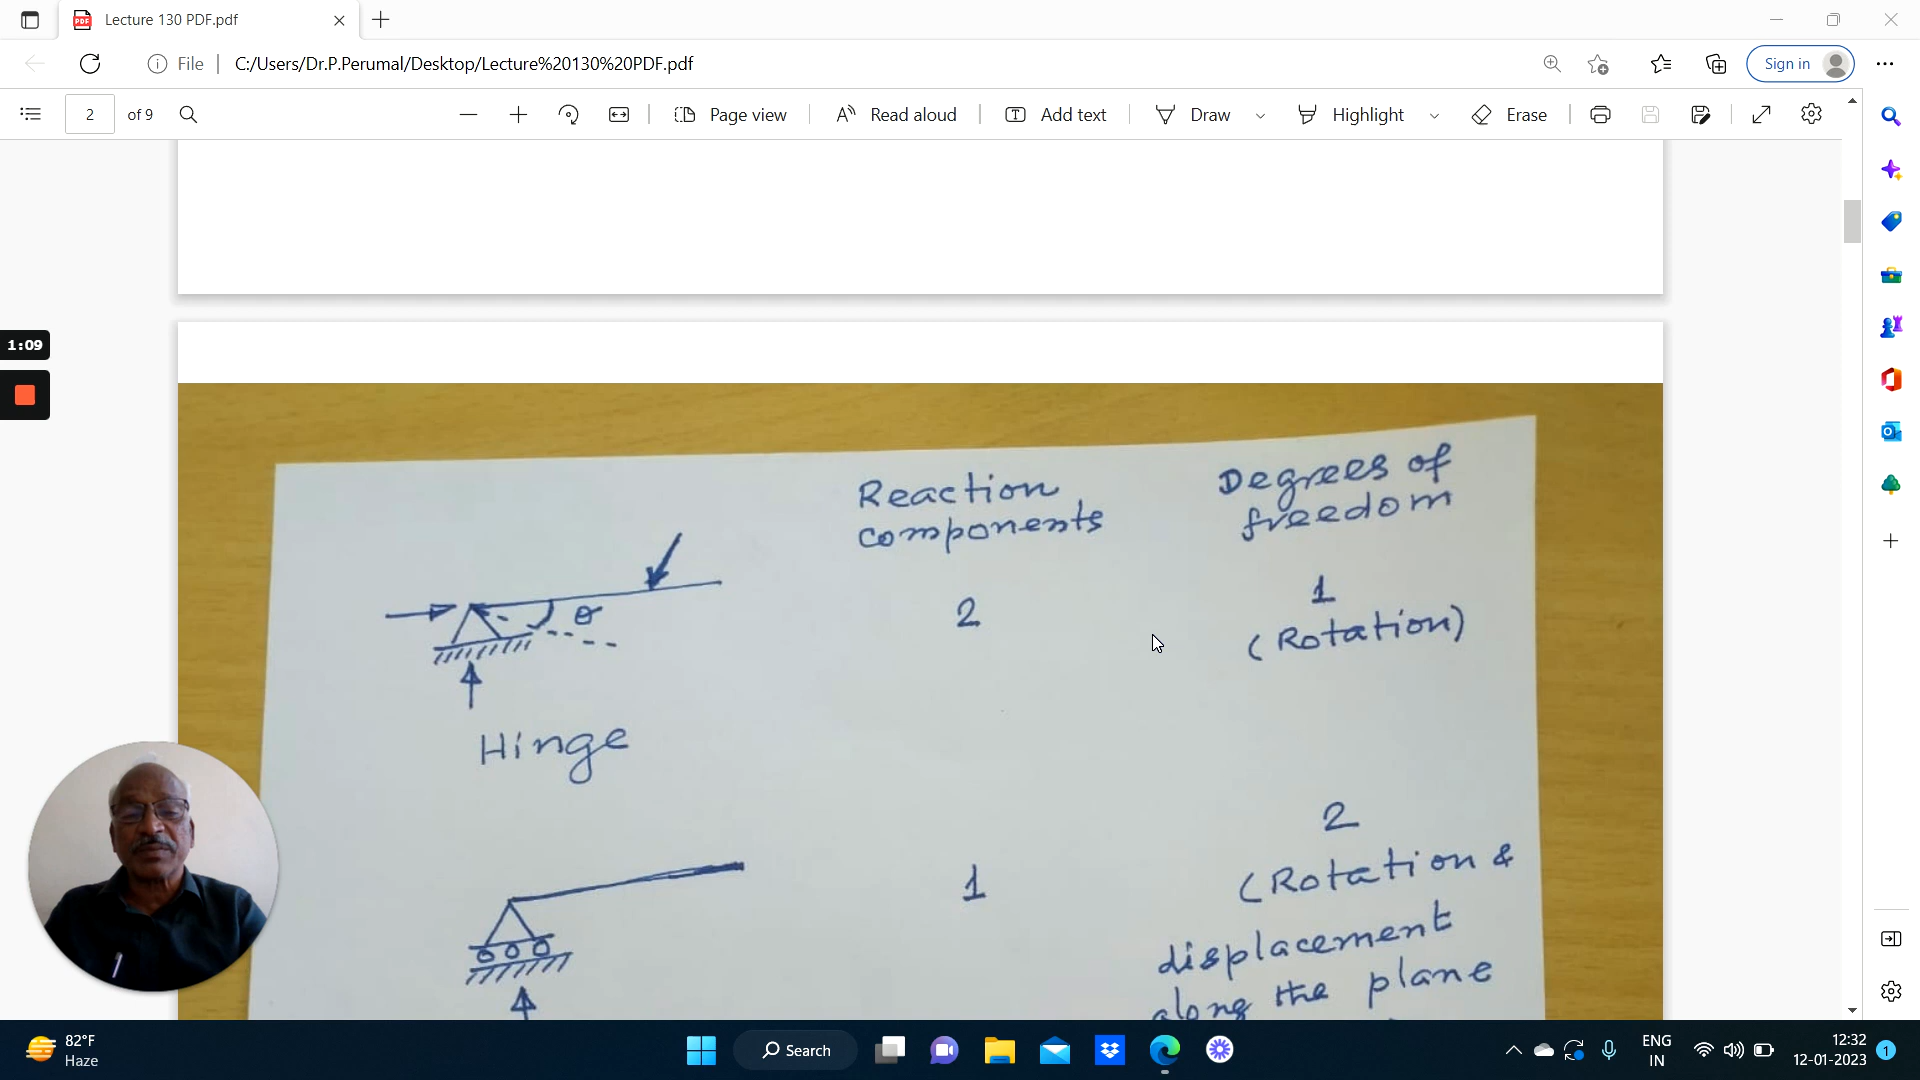 Lecture 130 PDF.pdf
File
C:/Users/Dr.P.Perumal/Desktop/Lecture%20130%20PDF.pdf
Sign in
2 of 9
Page view
Read aloud
Add text
Draw
Highlight
Erase
1:09
Reaction
components
Degrees of
freedom
θ
2
1
(Rotation)
Hinge
2
1
(Rotation &
displacement
along the plane
82°F
Haze
Search
ENG
IN
12:32
12-01-2023
1